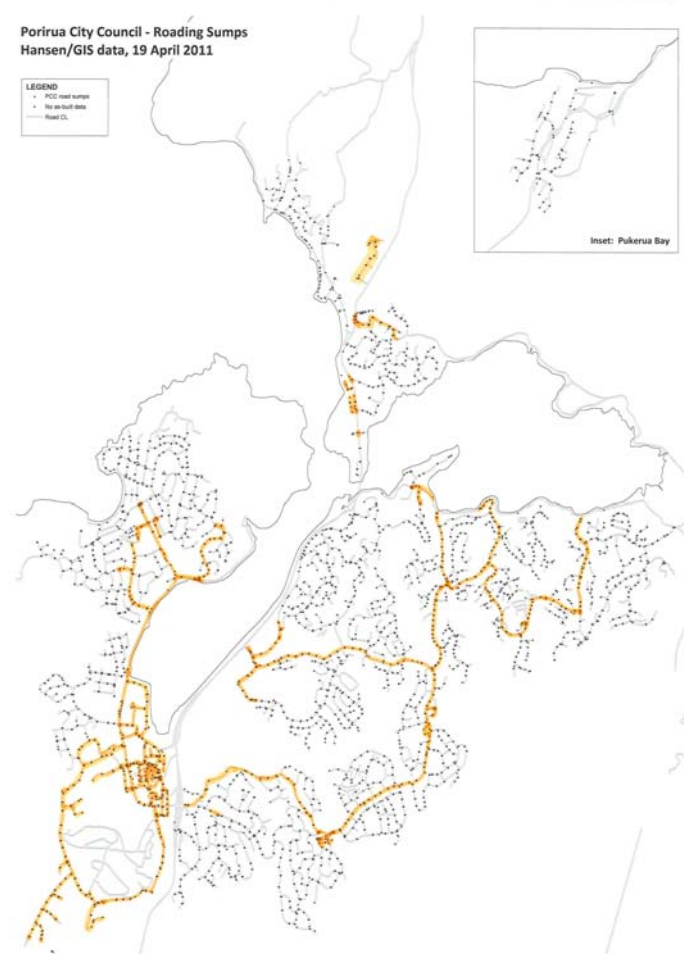 Porirua City Council - Roading Sumps
Hansen/GIS data, 19 April 2011
LEGEND
PCC road sumps
No as-built data
Road CL
Inset: Pukerua Bay